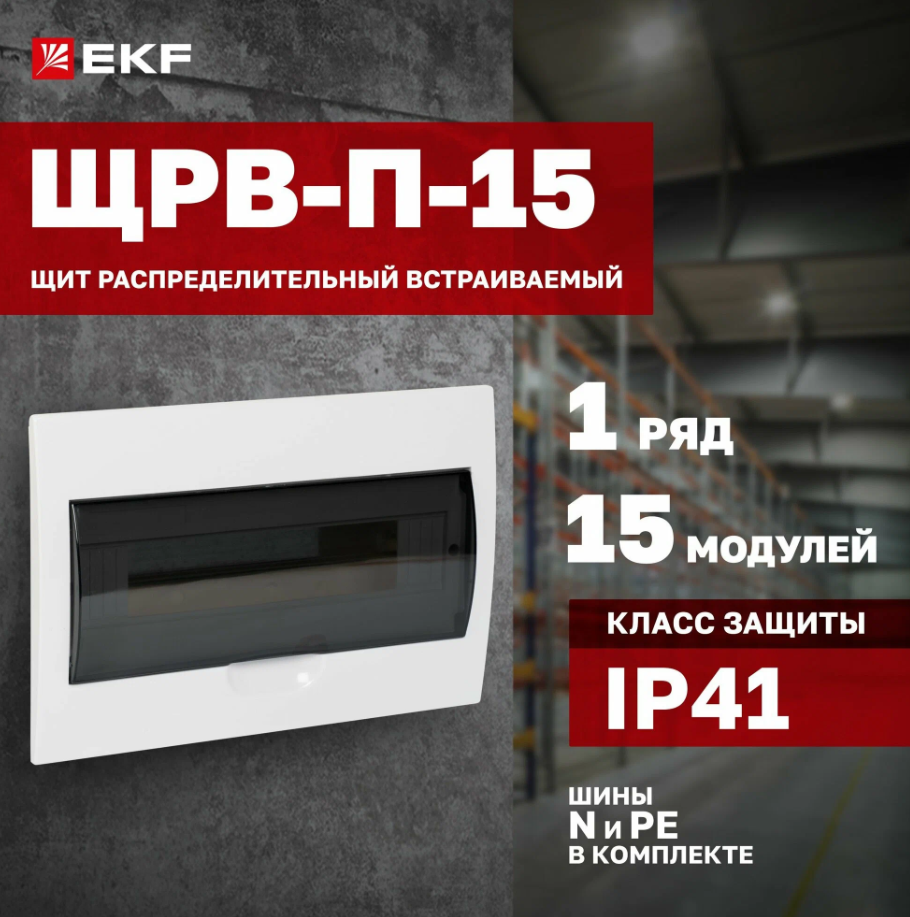 EKF
ЩРВ-П-15
ЩИТ РАСПРЕДЕЛИТЕЛЬНЫЙ ВСТРАИВАЕМЫЙ
1 РЯД
15 МОДУЛЕЙ
КЛАСС ЗАЩИТЫ
IP41
ШИНЫ
N и PE
В КОМПЛЕКТЕ